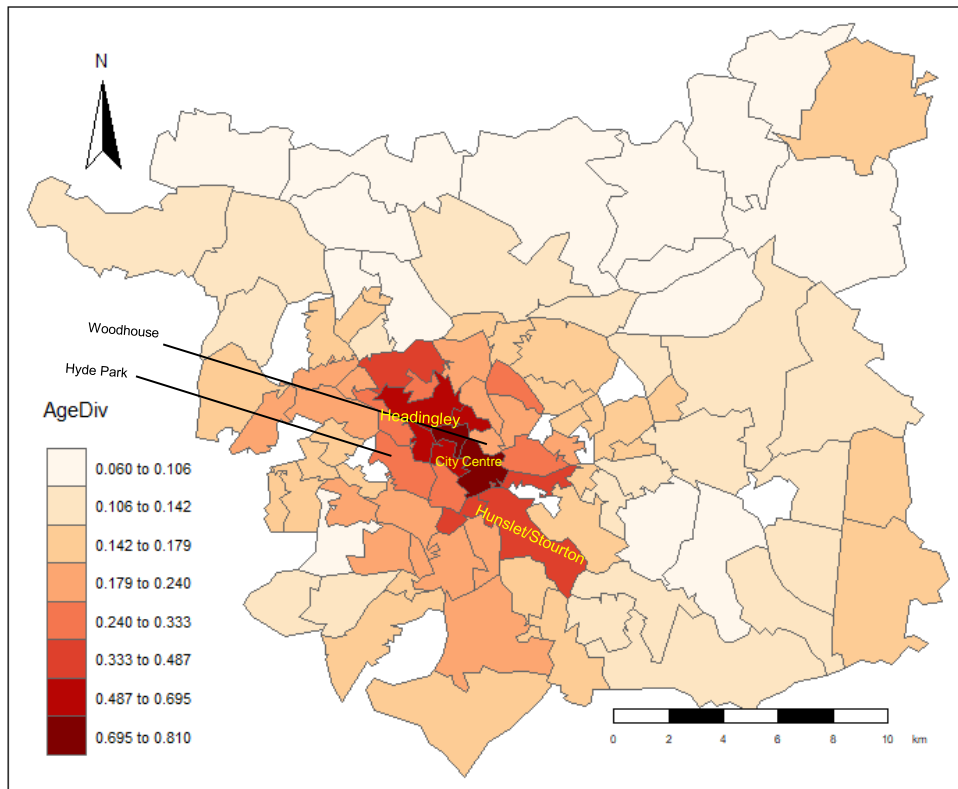 N
Woodhouse
Hyde Park
AgeDiv
Headingley
City Centre
Hunslet/Stourton
0.060 to 0.106
0.106 to 0.142
0.142 to 0.179
0.179 to 0.240
0.240 to 0.333
0.333 to 0.487
0.487 to 0.695
0.695 to 0.810
0 2 4 6 8 10 km